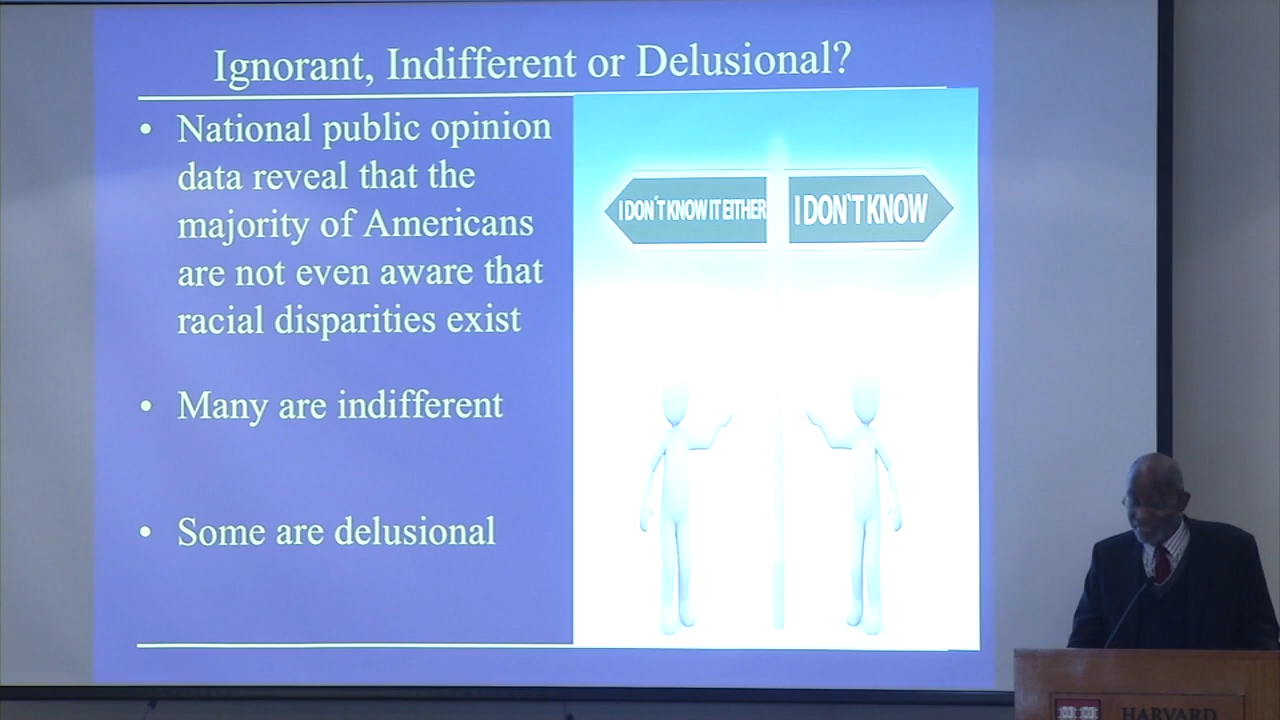 Ignorant, Indifferent or Delusional?
• National public opinion
data reveal that the
majority of Americans
are not even aware that
racial disparities exist
• Many are indifferent
• Some are delusional
I DON´T KNOW IT EITHER
I DON`T KNOW
HARVARD